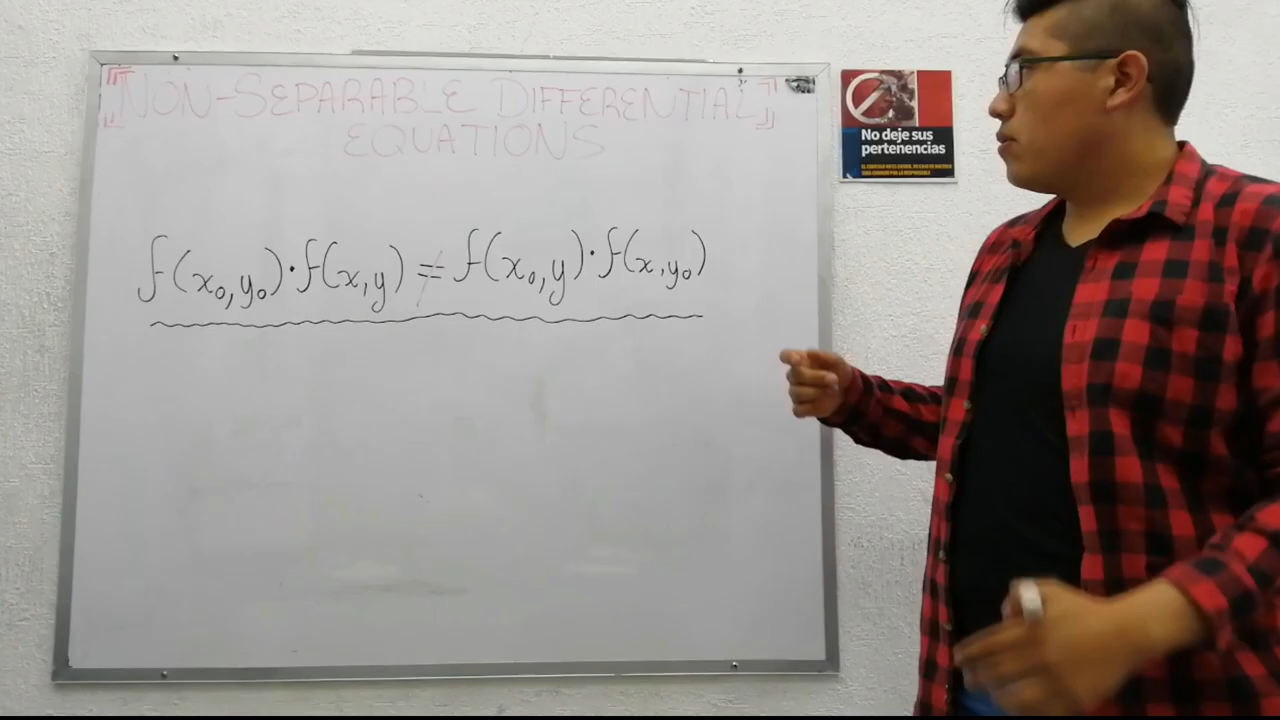 NON-SEPARABLE DIFFERENTIAL
EQUATIONS
f(x₀,y₀)·f(x,y) ≠ f(x₀,y)·f(x,y₀)
No deje sus
pertenencias